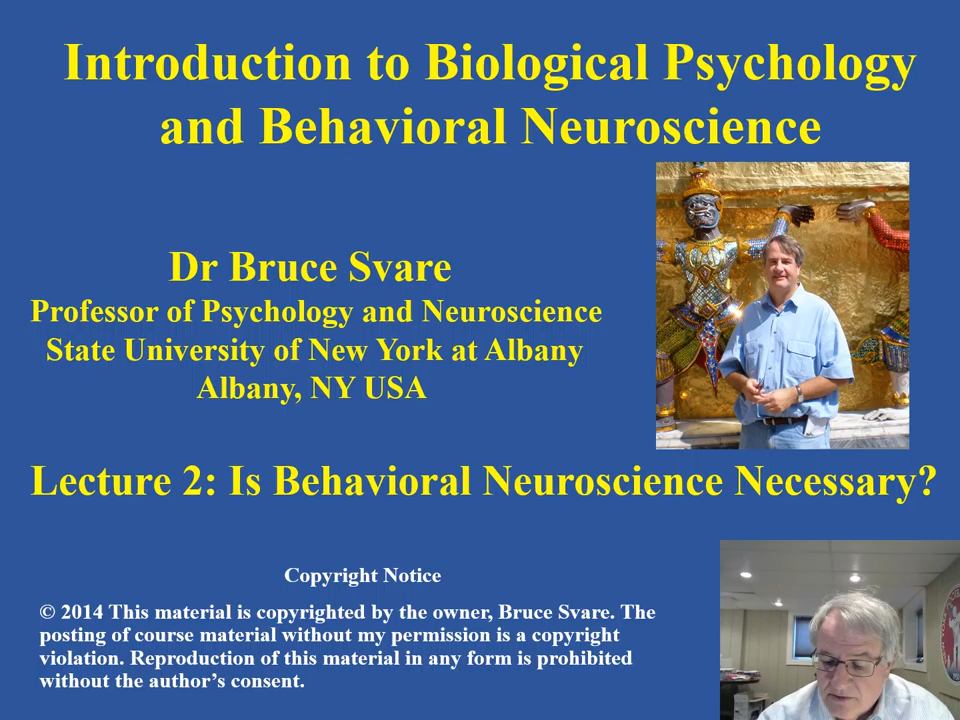 Introduction to Biological Psychology
and Behavioral Neuroscience
Dr Bruce Svare
Professor of Psychology and Neuroscience
State University of New York at Albany
Albany, NY USA
Lecture 2: Is Behavioral Neuroscience Necessary?
Copyright Notice
© 2014 This material is copyrighted by the owner, Bruce Svare. The
posting of course material without my permission is a copyright
violation. Reproduction of this material in any form is prohibited
without the author’s consent.